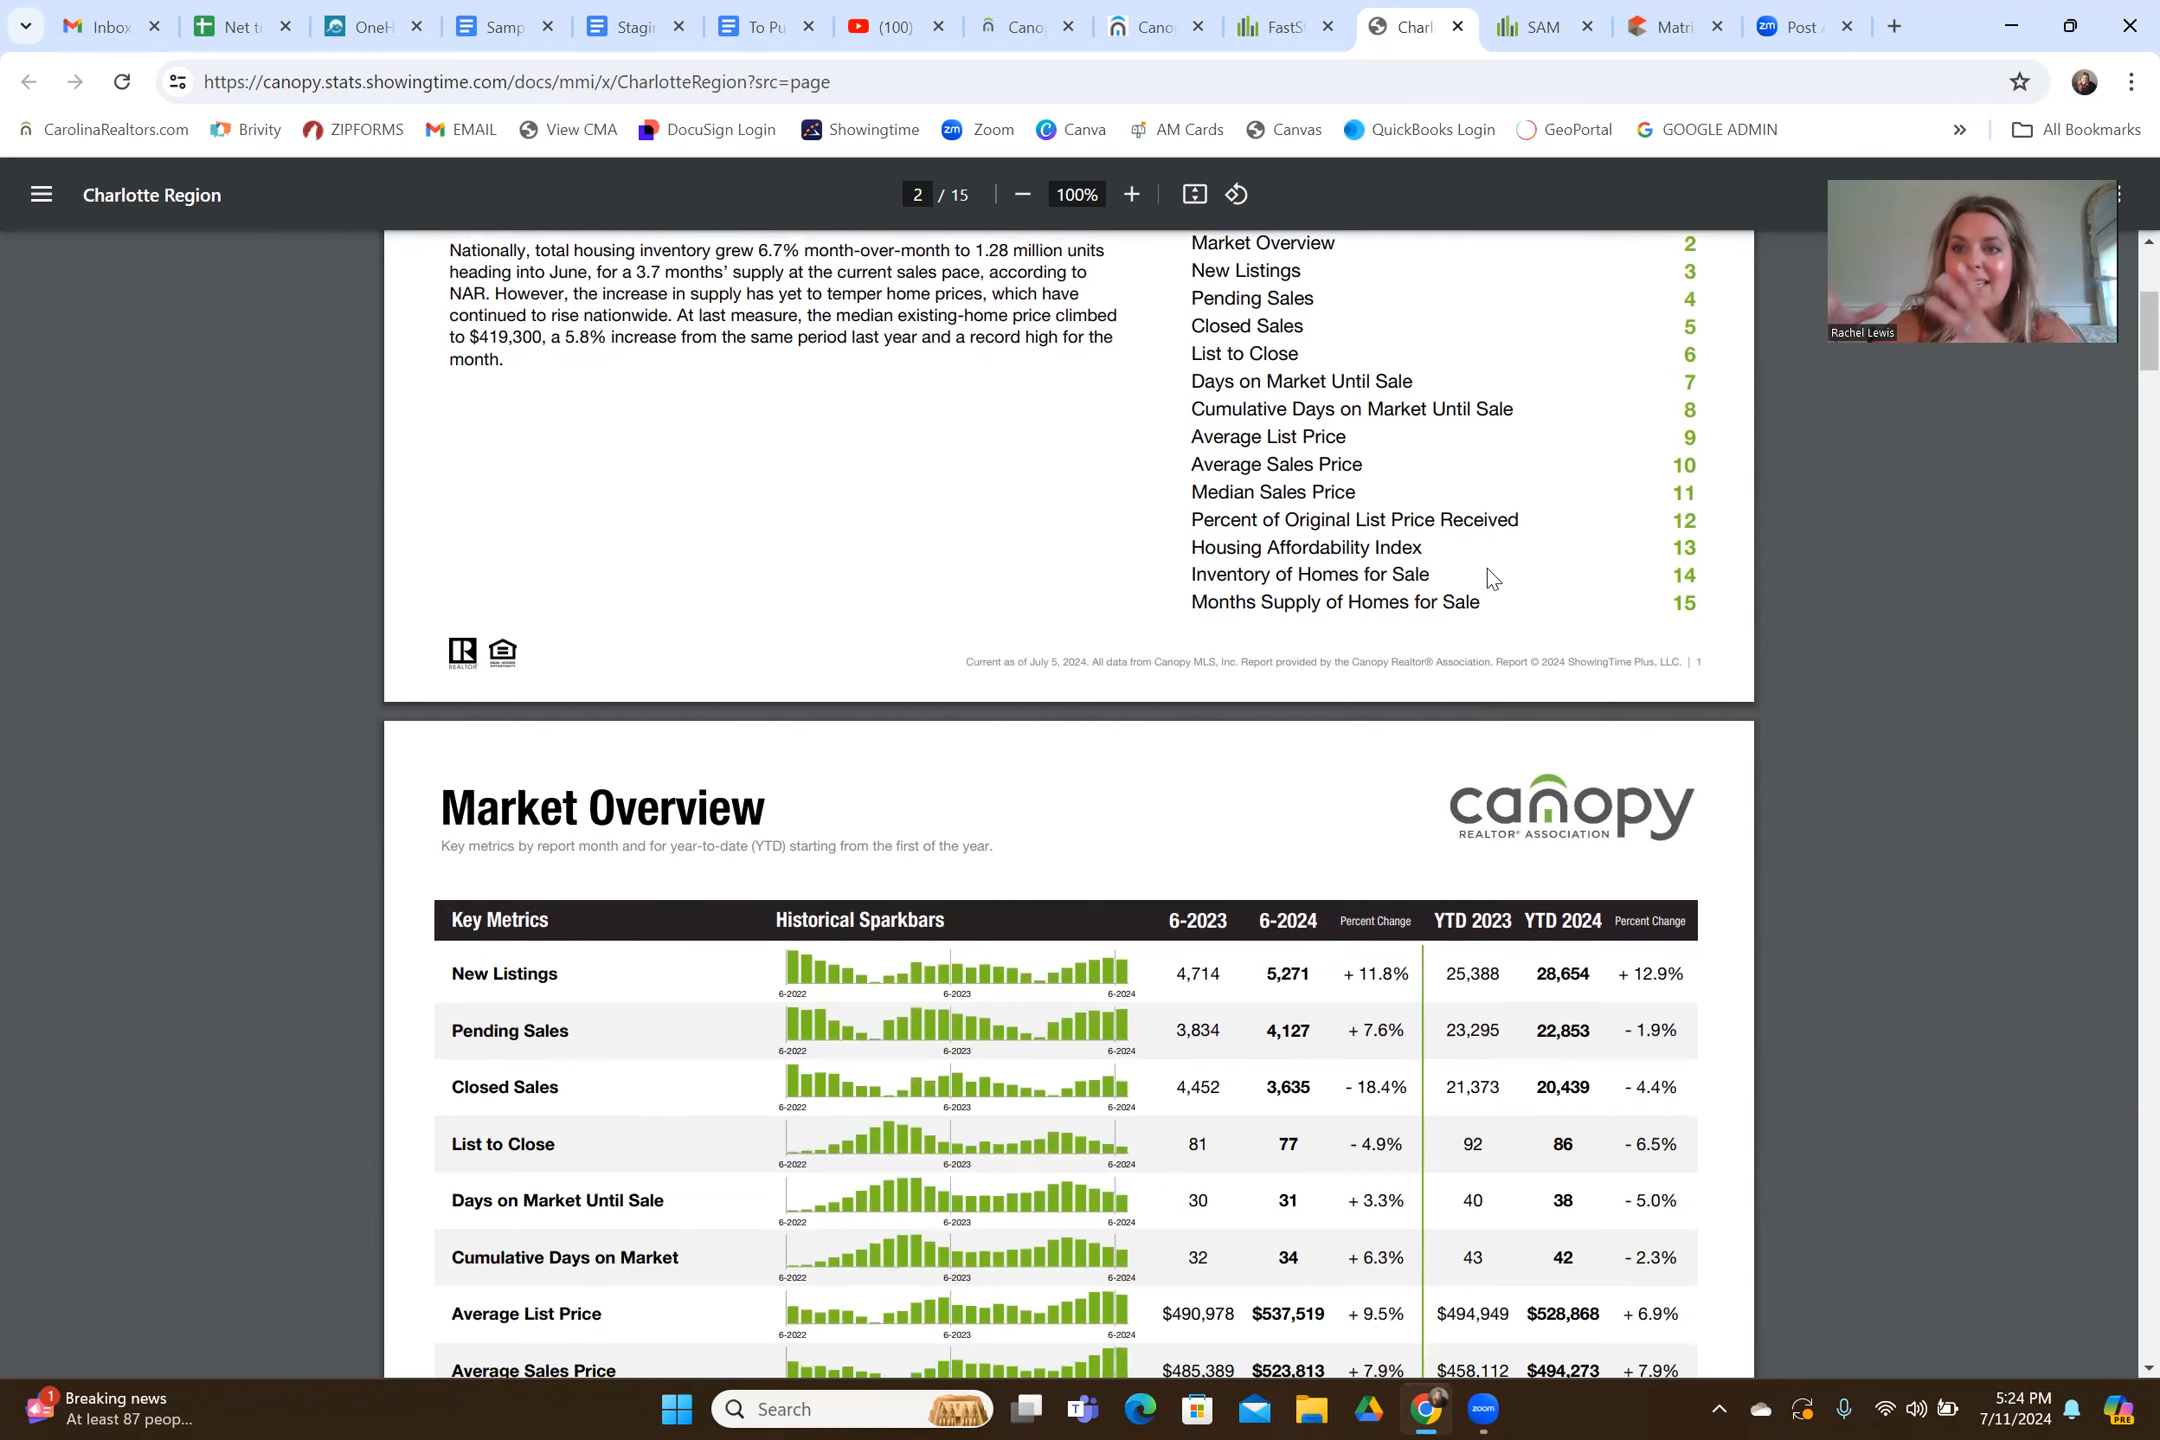 Inbox
Net to
OneH
Samp
Stagin
To Pu
(100)
Canop
Canop
FastSt
Charl
SAM
Matri
zm
Post A
https://canopy.stats.showingtime.com/docs/mmi/x/CharlotteRegion?src=page
CarolinaRealtors.com
Brivity
ZIPFORMS
EMAIL
View CMA
DocuSign Login
Showingtime
zm
Zoom
Canva
AM Cards
Canvas
QuickBooks Login
GeoPortal
GOOGLE ADMIN
All Bookmarks
Charlotte Region
2 / 15
100%
Rachel Lewis
Nationally, total housing inventory grew 6.7% month-over-month to 1.28 million units
heading into June, for a 3.7 months’ supply at the current sales pace, according to
NAR. However, the increase in supply has yet to temper home prices, which have
continued to rise nationwide. At last measure, the median existing-home price climbed
to $419,300, a 5.8% increase from the same period last year and a record high for the
month.
Market Overview 2
New Listings 3
Pending Sales 4
Closed Sales 5
List to Close 6
Days on Market Until Sale 7
Cumulative Days on Market Until Sale 8
Average List Price 9
Average Sales Price 10
Median Sales Price 11
Percent of Original List Price Received 12
Housing Affordability Index 13
Inventory of Homes for Sale 14
Months Supply of Homes for Sale 15
R
REALTOR
Current as of July 5, 2024. All data from Canopy MLS, Inc. Report provided by the Canopy Realtor® Association. Report © 2024 ShowingTime Plus, LLC. | 1
Market Overview
Key metrics by report month and for year-to-date (YTD) starting from the first of the year.
canopy
REALTOR® ASSOCIATION
Key Metrics Historical Sparkbars 6-2023 6-2024 Percent Change YTD 2023 YTD 2024 Percent Change
New Listings 4,714 5,271 + 11.8% 25,388 28,654 + 12.9%
6-2022 6-2023 6-2024
Pending Sales 3,834 4,127 + 7.6% 23,295 22,853 - 1.9%
6-2022 6-2023 6-2024
Closed Sales 4,452 3,635 - 18.4% 21,373 20,439 - 4.4%
6-2022 6-2023 6-2024
List to Close 81 77 - 4.9% 92 86 - 6.5%
6-2022 6-2023 6-2024
Days on Market Until Sale 30 31 + 3.3% 40 38 - 5.0%
6-2022 6-2023 6-2024
Cumulative Days on Market 32 34 + 6.3% 43 42 - 2.3%
6-2022 6-2023 6-2024
Average List Price $490,978 $537,519 + 9.5% $494,949 $528,868 + 6.9%
6-2022 6-2023 6-2024
Average Sales Price $485,389 $523,813 + 7.9% $458,112 $494,273 + 7.9%
1
Breaking news
At least 87 peop...
Search
zoom
5:24 PM
7/11/2024
PRE